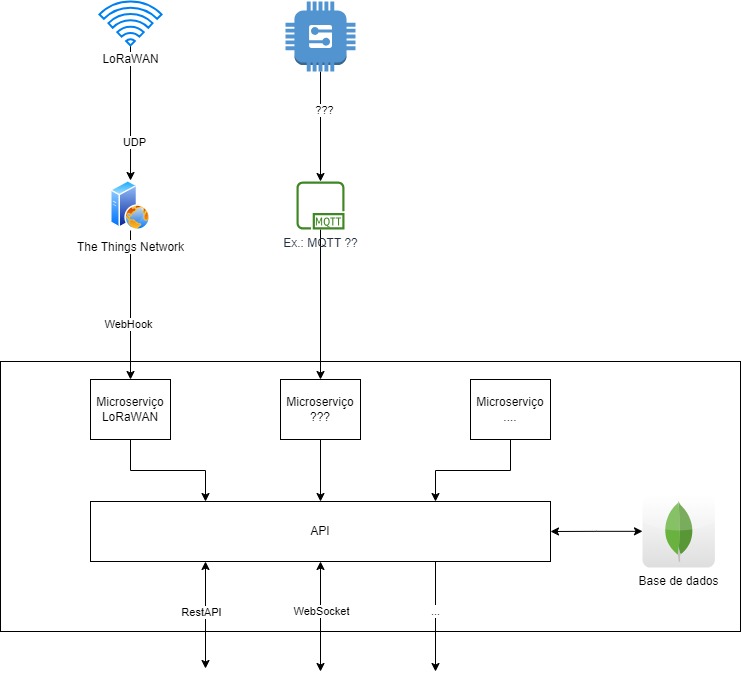 LoRaWAN
???
UDP
MQTT
The Things Network
Ex.: MQTT ??
WebHook
Microserviço
LoRaWAN
Microserviço
???
Microserviço
....
API
Base de dados
RestAPI
WebSocket
...